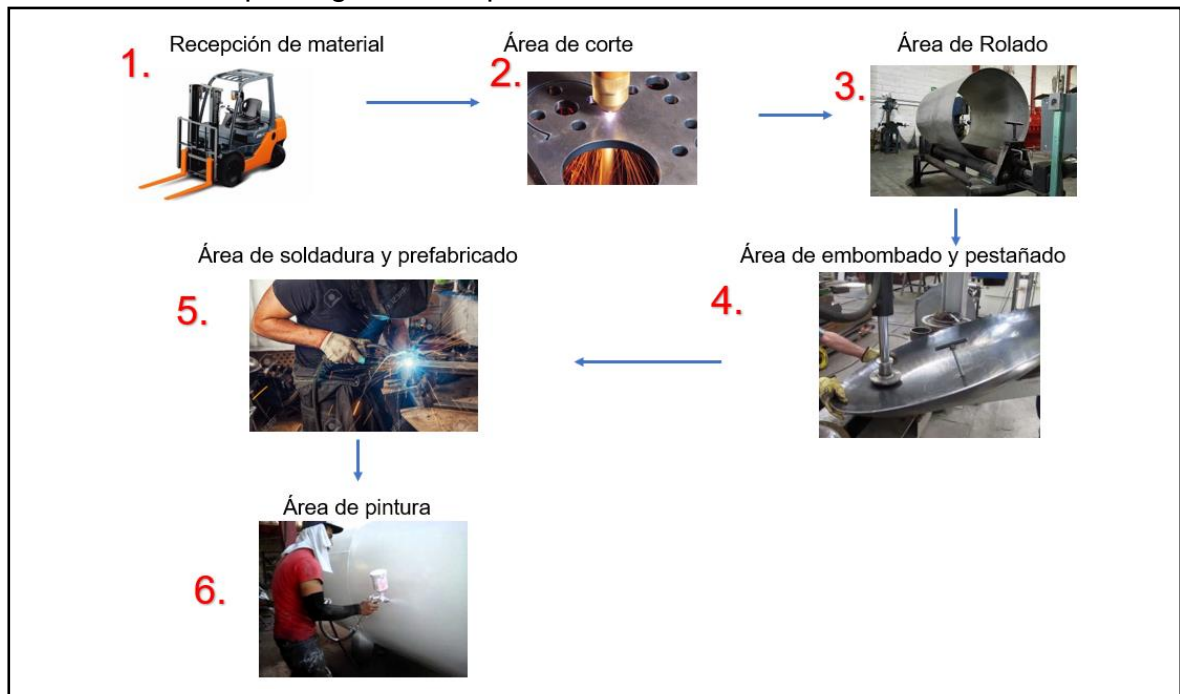 1.
Recepción de material
2.
Área de corte
3.
Área de Rolado
4.
Área de embombado y pestañado
5.
Área de soldadura y prefabricado
6.
Área de pintura